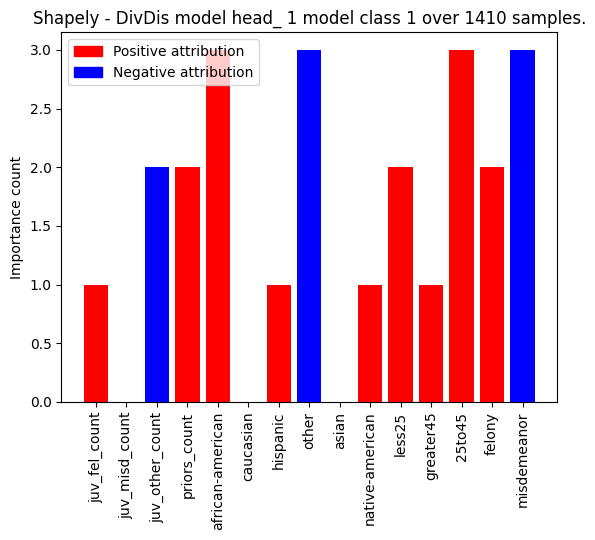 Shapely - DivDis model head_ 1 model class 1 over 1410 samples.
Positive attribution
Negative attribution
Importance count
3.0
2.5
2.0
1.5
1.0
0.5
0.0
juv_fel_count
juv_misd_count
juv_other_count
priors_count
african-american
caucasian
hispanic
other
asian
native-american
less25
greater45
25to45
felony
misdemeanor